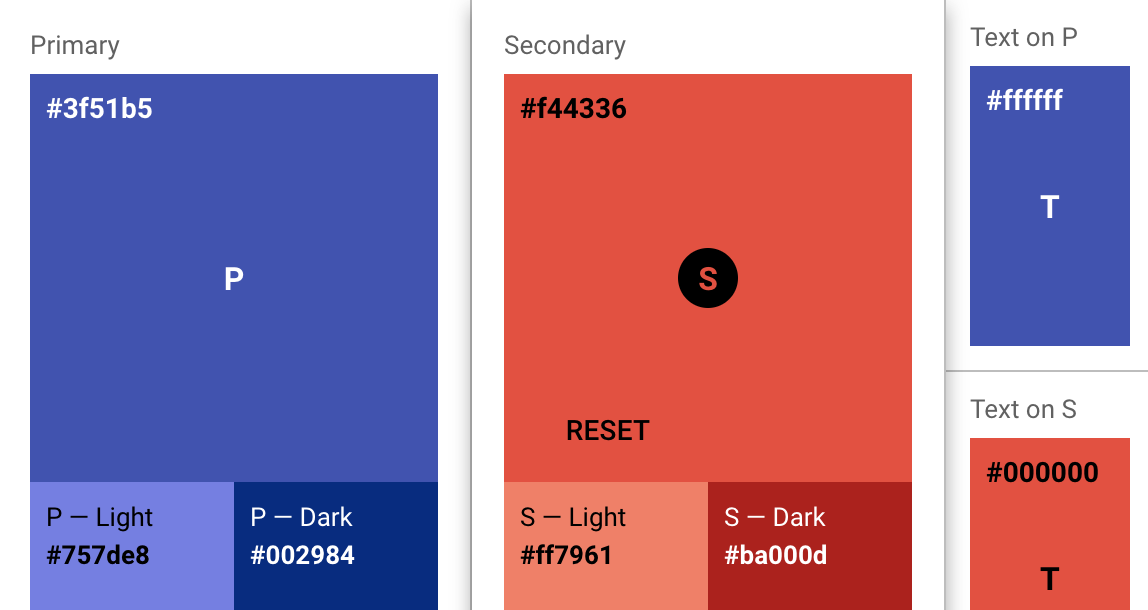 Primary
#3f51b5
P
P — Light
#757de8
P — Dark
#002984
Secondary
#f44336
S
RESET
S — Light
#ff7961
S — Dark
#ba000d
Text on P
#ffffff
T
Text on S
#000000
T